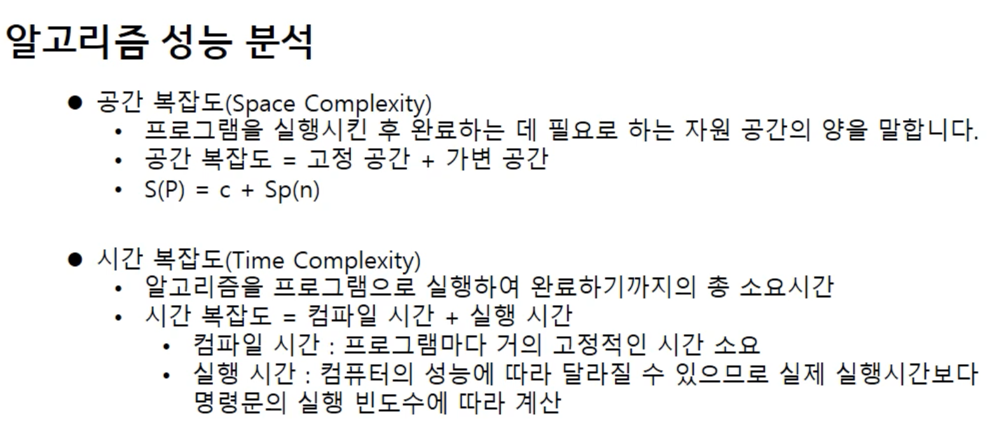 알고리즘 성능 분석
● 공간 복잡도(Space Complexity)
• 프로그램을 실행시킨 후 완료하는 데 필요로 하는 자원 공간의 양을 말합니다.
• 공간 복잡도 = 고정 공간 + 가변 공간
• S(P) = c + Sp(n)
● 시간 복잡도(Time Complexity)
• 알고리즘을 프로그램으로 실행하여 완료하기까지의 총 소요시간
• 시간 복잡도 = 컴파일 시간 + 실행 시간
• 컴파일 시간 : 프로그램마다 거의 고정적인 시간 소요
• 실행 시간 : 컴퓨터의 성능에 따라 달라질 수 있으므로 실제 실행시간보다
명령문의 실행 빈도수에 따라 계산